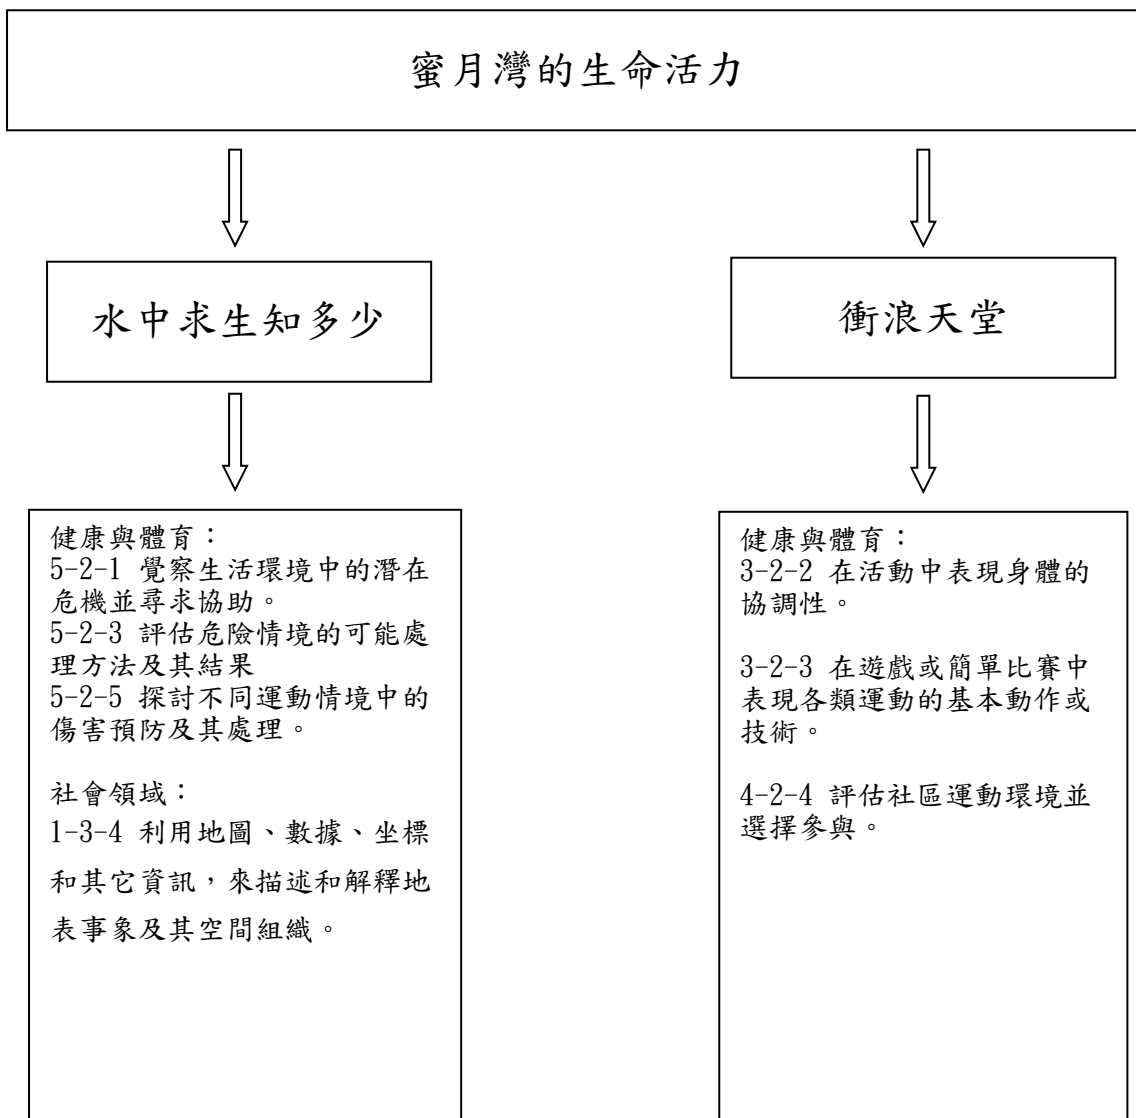 蜜月灣的生命活力
水中求生知多少
衝浪天堂
健康與體育：
5-2-1 覺察生活環境中的潛在
危機並尋求協助。
5-2-3 評估危險情境的可能處
理方法及其結果
5-2-5 探討不同運動情境中的
傷害預防及其處理。
社會領域：
1-3-4 利用地圖、數據、坐標
和其它資訊，來描述和解釋地
表事象及其空間組織。
健康與體育：
3-2-2 在活動中表現身體的
協調性。
3-2-3 在遊戲或簡單比賽中
表現各類運動的基本動作或
技術。
4-2-4 評估社區運動環境並
選擇參與。